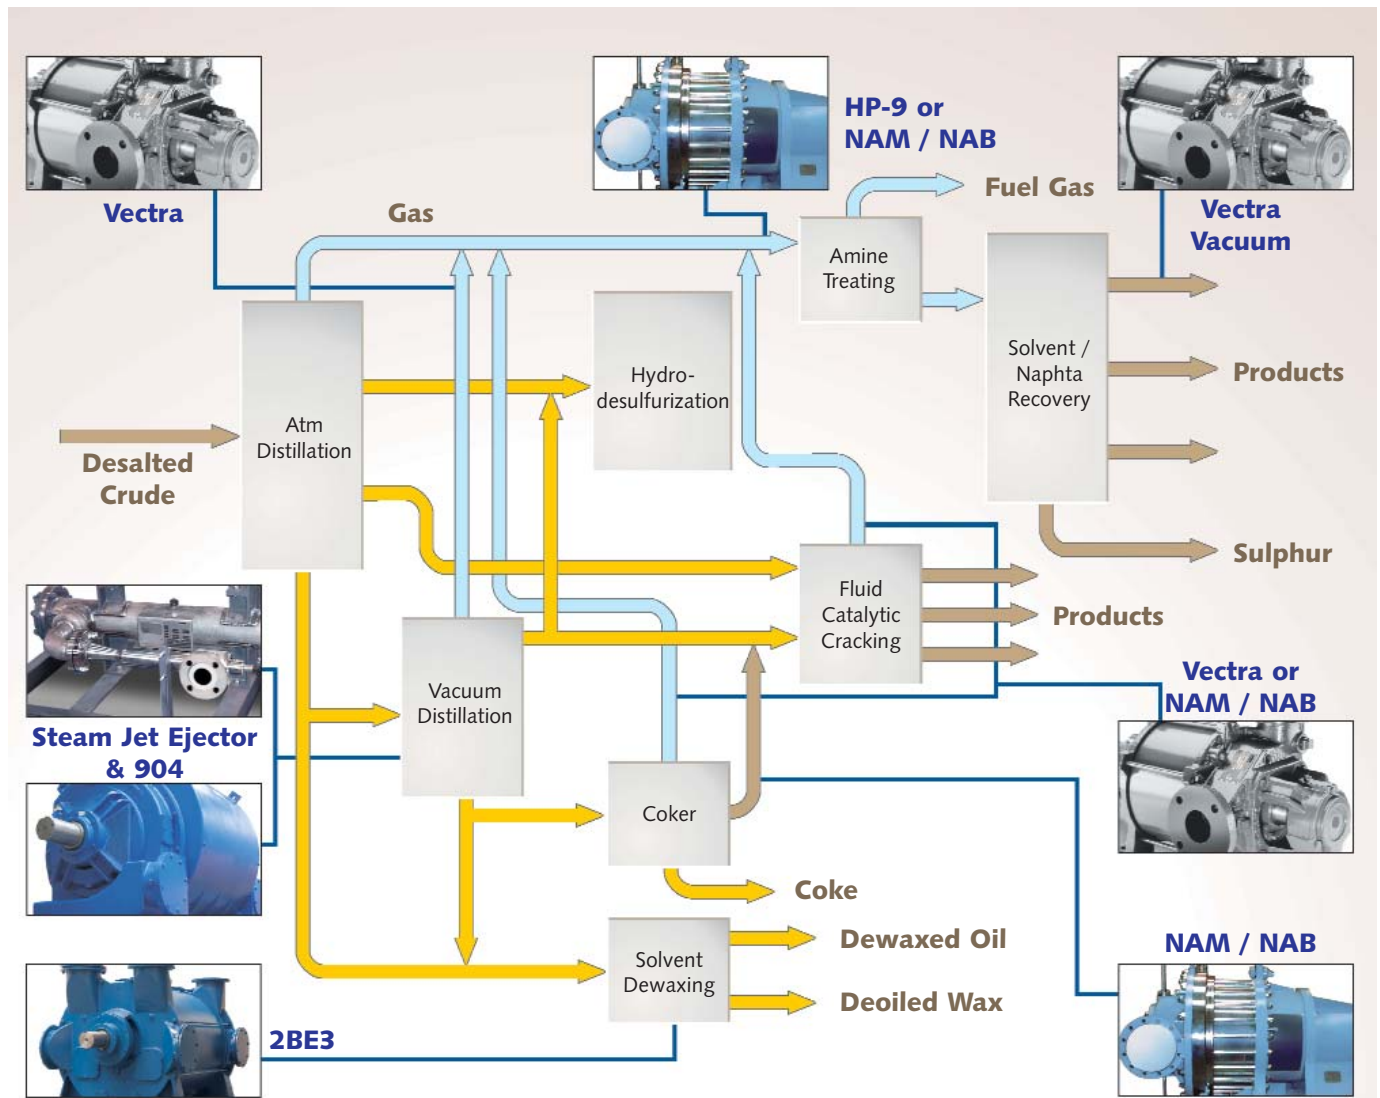 HP-9 or
NAM / NAB
Vectra
Gas
Fuel Gas
Vectra
Vacuum
Amine
Treating
Solvent /
Naphta
Recovery
Hydro-
desulfurization
Products
Atm
Distillation
Desalted
Crude
Sulphur
Fluid
Catalytic
Cracking
Products
Vacuum
Distillation
Vectra or
NAM / NAB
Steam Jet Ejector
& 904
Coker
Coke
Dewaxed Oil
NAM / NAB
Solvent
Dewaxing
Deoiled Wax
2BE3